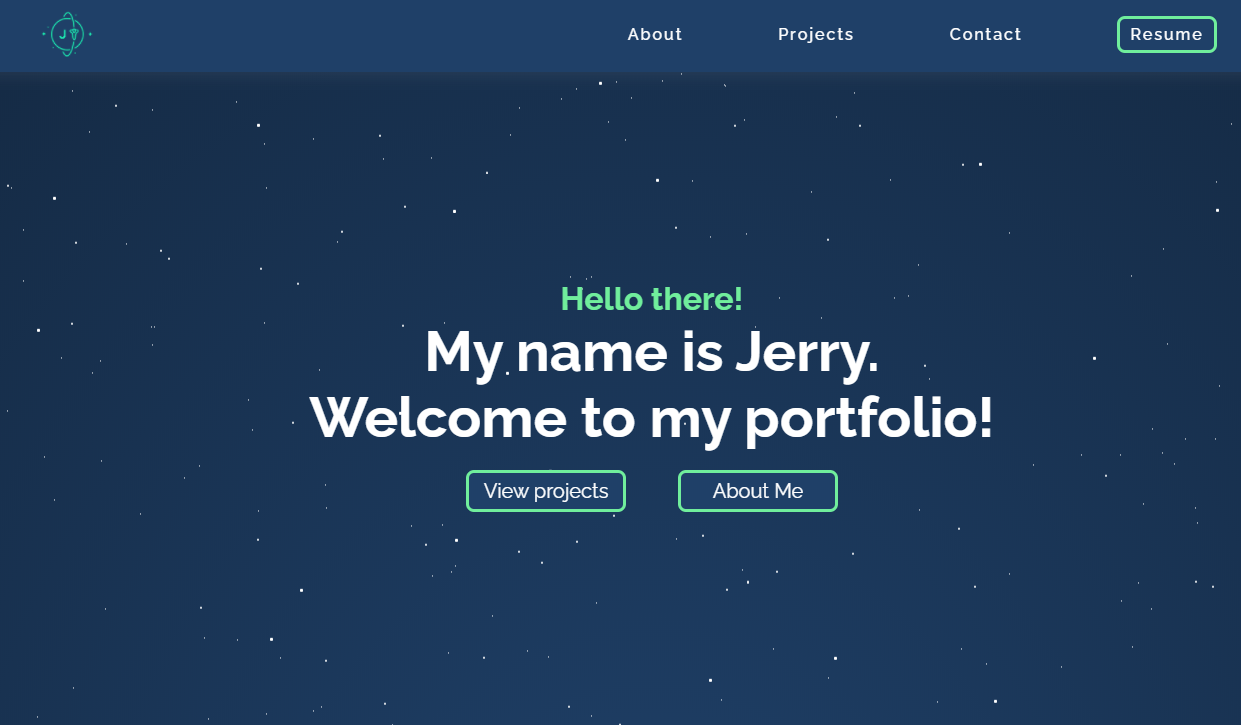 About
Projects
Contact
Resume
Hello there!
My name is Jerry.
Welcome to my portfolio!
View projects
About Me